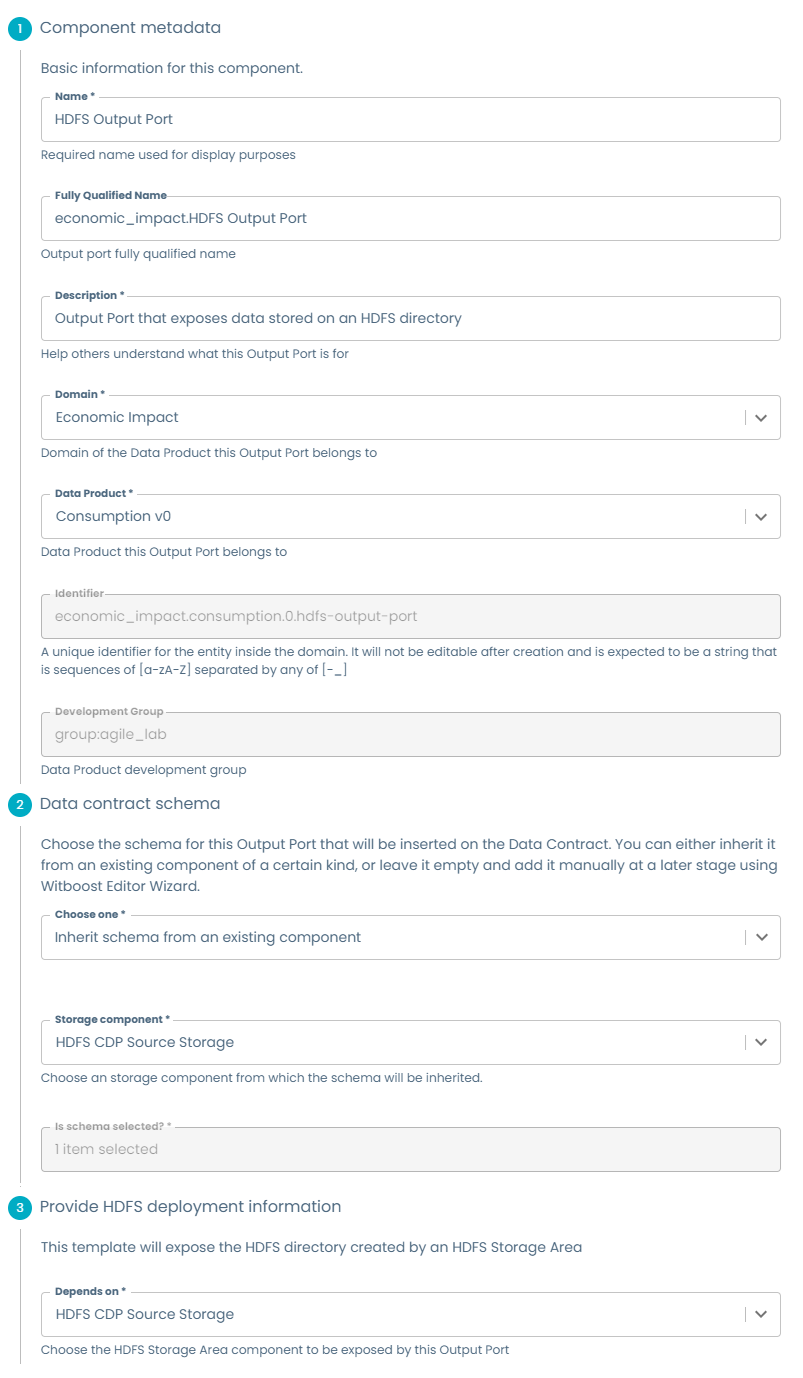 1 Component metadata
Basic information for this component.
Name *
HDFS Output Port
Required name used for display purposes
Fully Qualified Name
economic_impact.HDFS Output Port
Output port fully qualified name
Description *
Output Port that exposes data stored on an HDFS directory
Help others understand what this Output Port is for
Domain *
Economic Impact
Domain of the Data Product this Output Port belongs to
Data Product *
Consumption v0
Data Product this Output Port belongs to
Identifier
economic_impact.consumption.0.hdfs-output-port
A unique identifier for the entity inside the domain. It will not be editable after creation and is expected to be a string that
is sequences of [a-zA-Z] separated by any of [-_]
Development Group
group:agile_lab
Data Product development group
2 Data contract schema
Choose the schema for this Output Port that will be inserted on the Data Contract. You can either inherit it
from an existing component of a certain kind, or leave it empty and add it manually at a later stage using
Witboost Editor Wizard.
Choose one *
Inherit schema from an existing component
Storage component *
HDFS CDP Source Storage
Choose an storage component from which the schema will be inherited.
Is schema selected? *
1 item selected
3 Provide HDFS deployment information
This template will expose the HDFS directory created by an HDFS Storage Area
Depends on *
HDFS CDP Source Storage
Choose the HDFS Storage Area component to be exposed by this Output Port